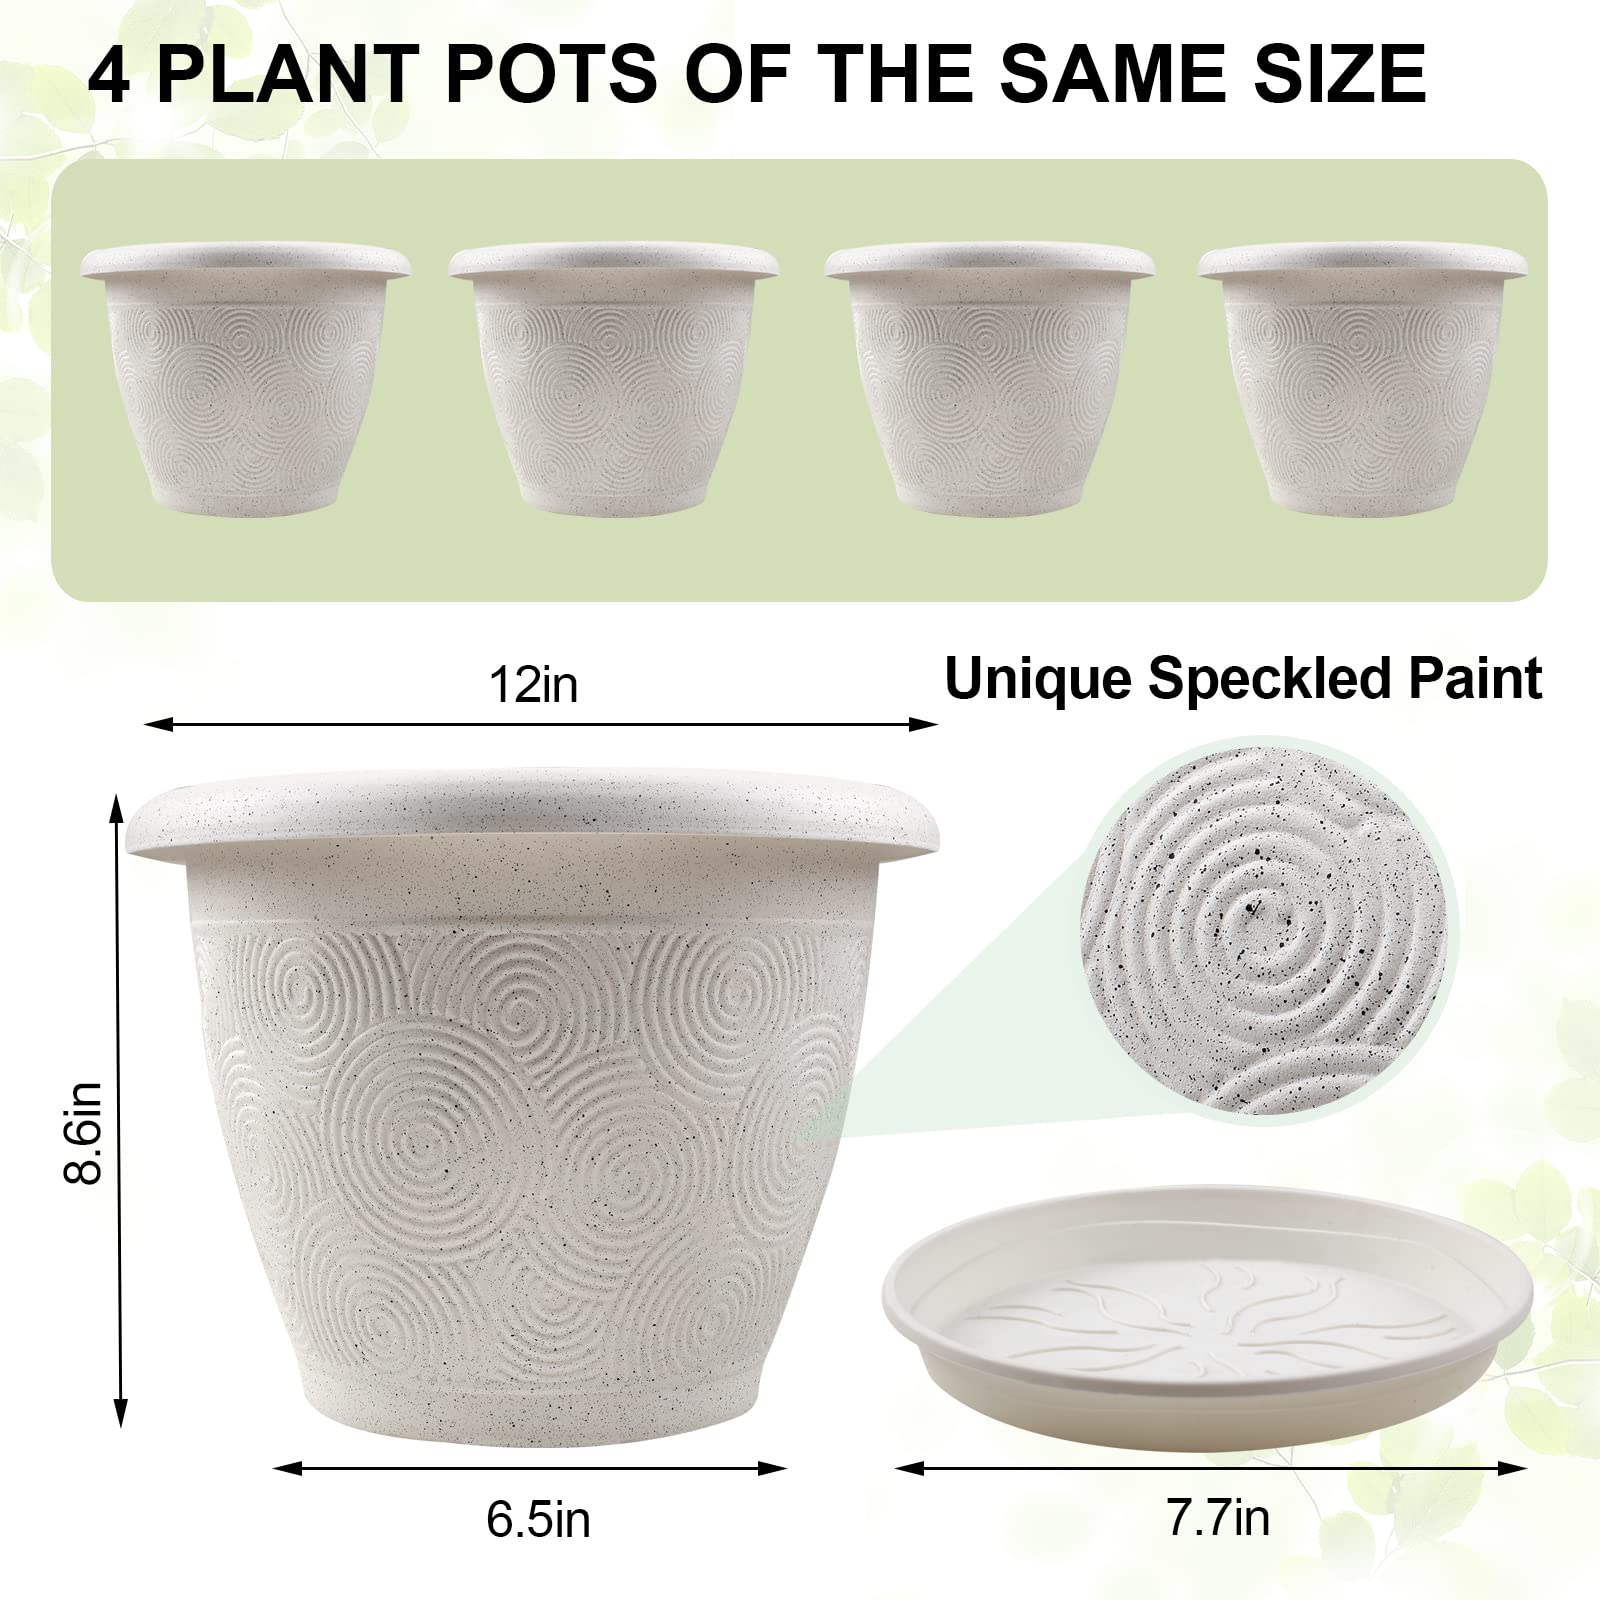 4 PLANT POTS OF THE SAME SIZE
12in
Unique Speckled Paint
8.6in
6.5in
7.7in